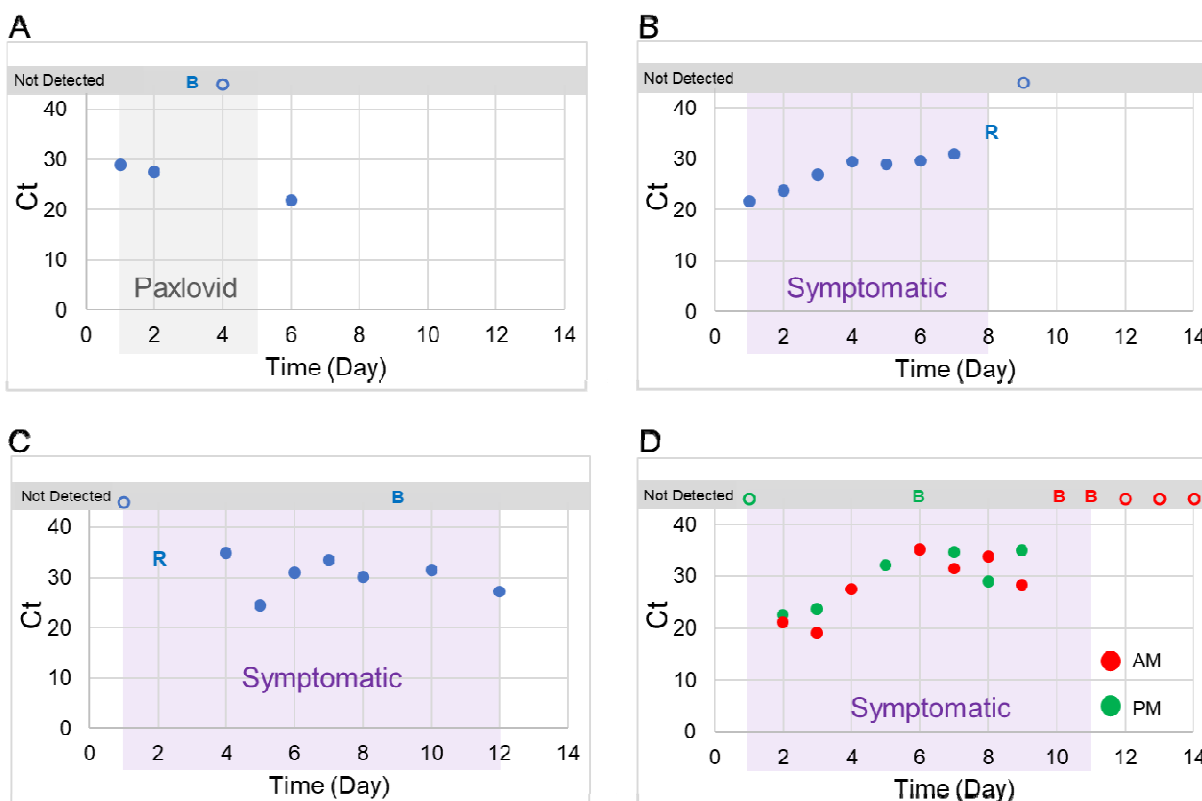 A
Not Detected B
40
30
20
10
0
Ct
Paxlovid
0 2 4 6 8 10 12 14
Time (Day)
B
Not Detected
40
30
20
10
0
Ct
R
Symptomatic
0 2 4 6 8 10 12 14
Time (Day)
C
Not Detected B
40
30
20
10
0
Ct
R
Symptomatic
0 2 4 6 8 10 12 14
Time (Day)
D
Not Detected B B B
40
30
20
10
0
Ct
AM
PM
Symptomatic
0 2 4 6 8 10 12 14
Time (Day)